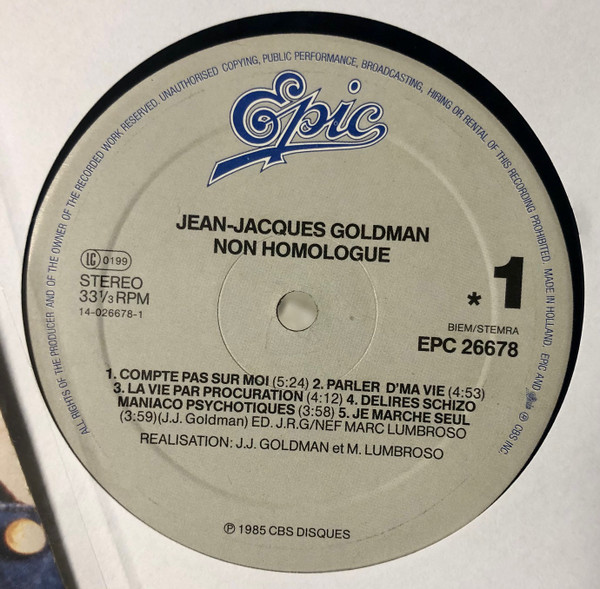 ALL RIGHTS OF THE PRODUCER AND OF THE OWNER OF THE RECORDED WORK RESERVED. UNAUTHORISED COPYING, PUBLIC PERFORMANCE, BROADCASTING, HIRING OR RENTAL OF THIS RECORDING PROHIBITED. MADE IN HOLLAND. EPIC AND ℗ CBS INC.
Epic
JEAN-JACQUES GOLDMAN
NON HOMOLOGUE
LC 0199
STEREO
33⅓ RPM
14-026678-1
* 1
BIEM/STEMRA
EPC 26678
1. COMPTE PAS SUR MOI (5:24) 2. PARLER D'MA VIE (4:53)
3. LA VIE PAR PROCURATION (4:12) 4. DELIRES SCHIZO
MANIACO PSYCHOTIQUES (3:58) 5. JE MARCHE SEUL
(3:59)(J.J. Goldman) ED. J.R.G/NEF MARC LUMBROSO
REALISATION: J.J. GOLDMAN et M. LUMBROSO
℗ 1985 CBS DISQUES